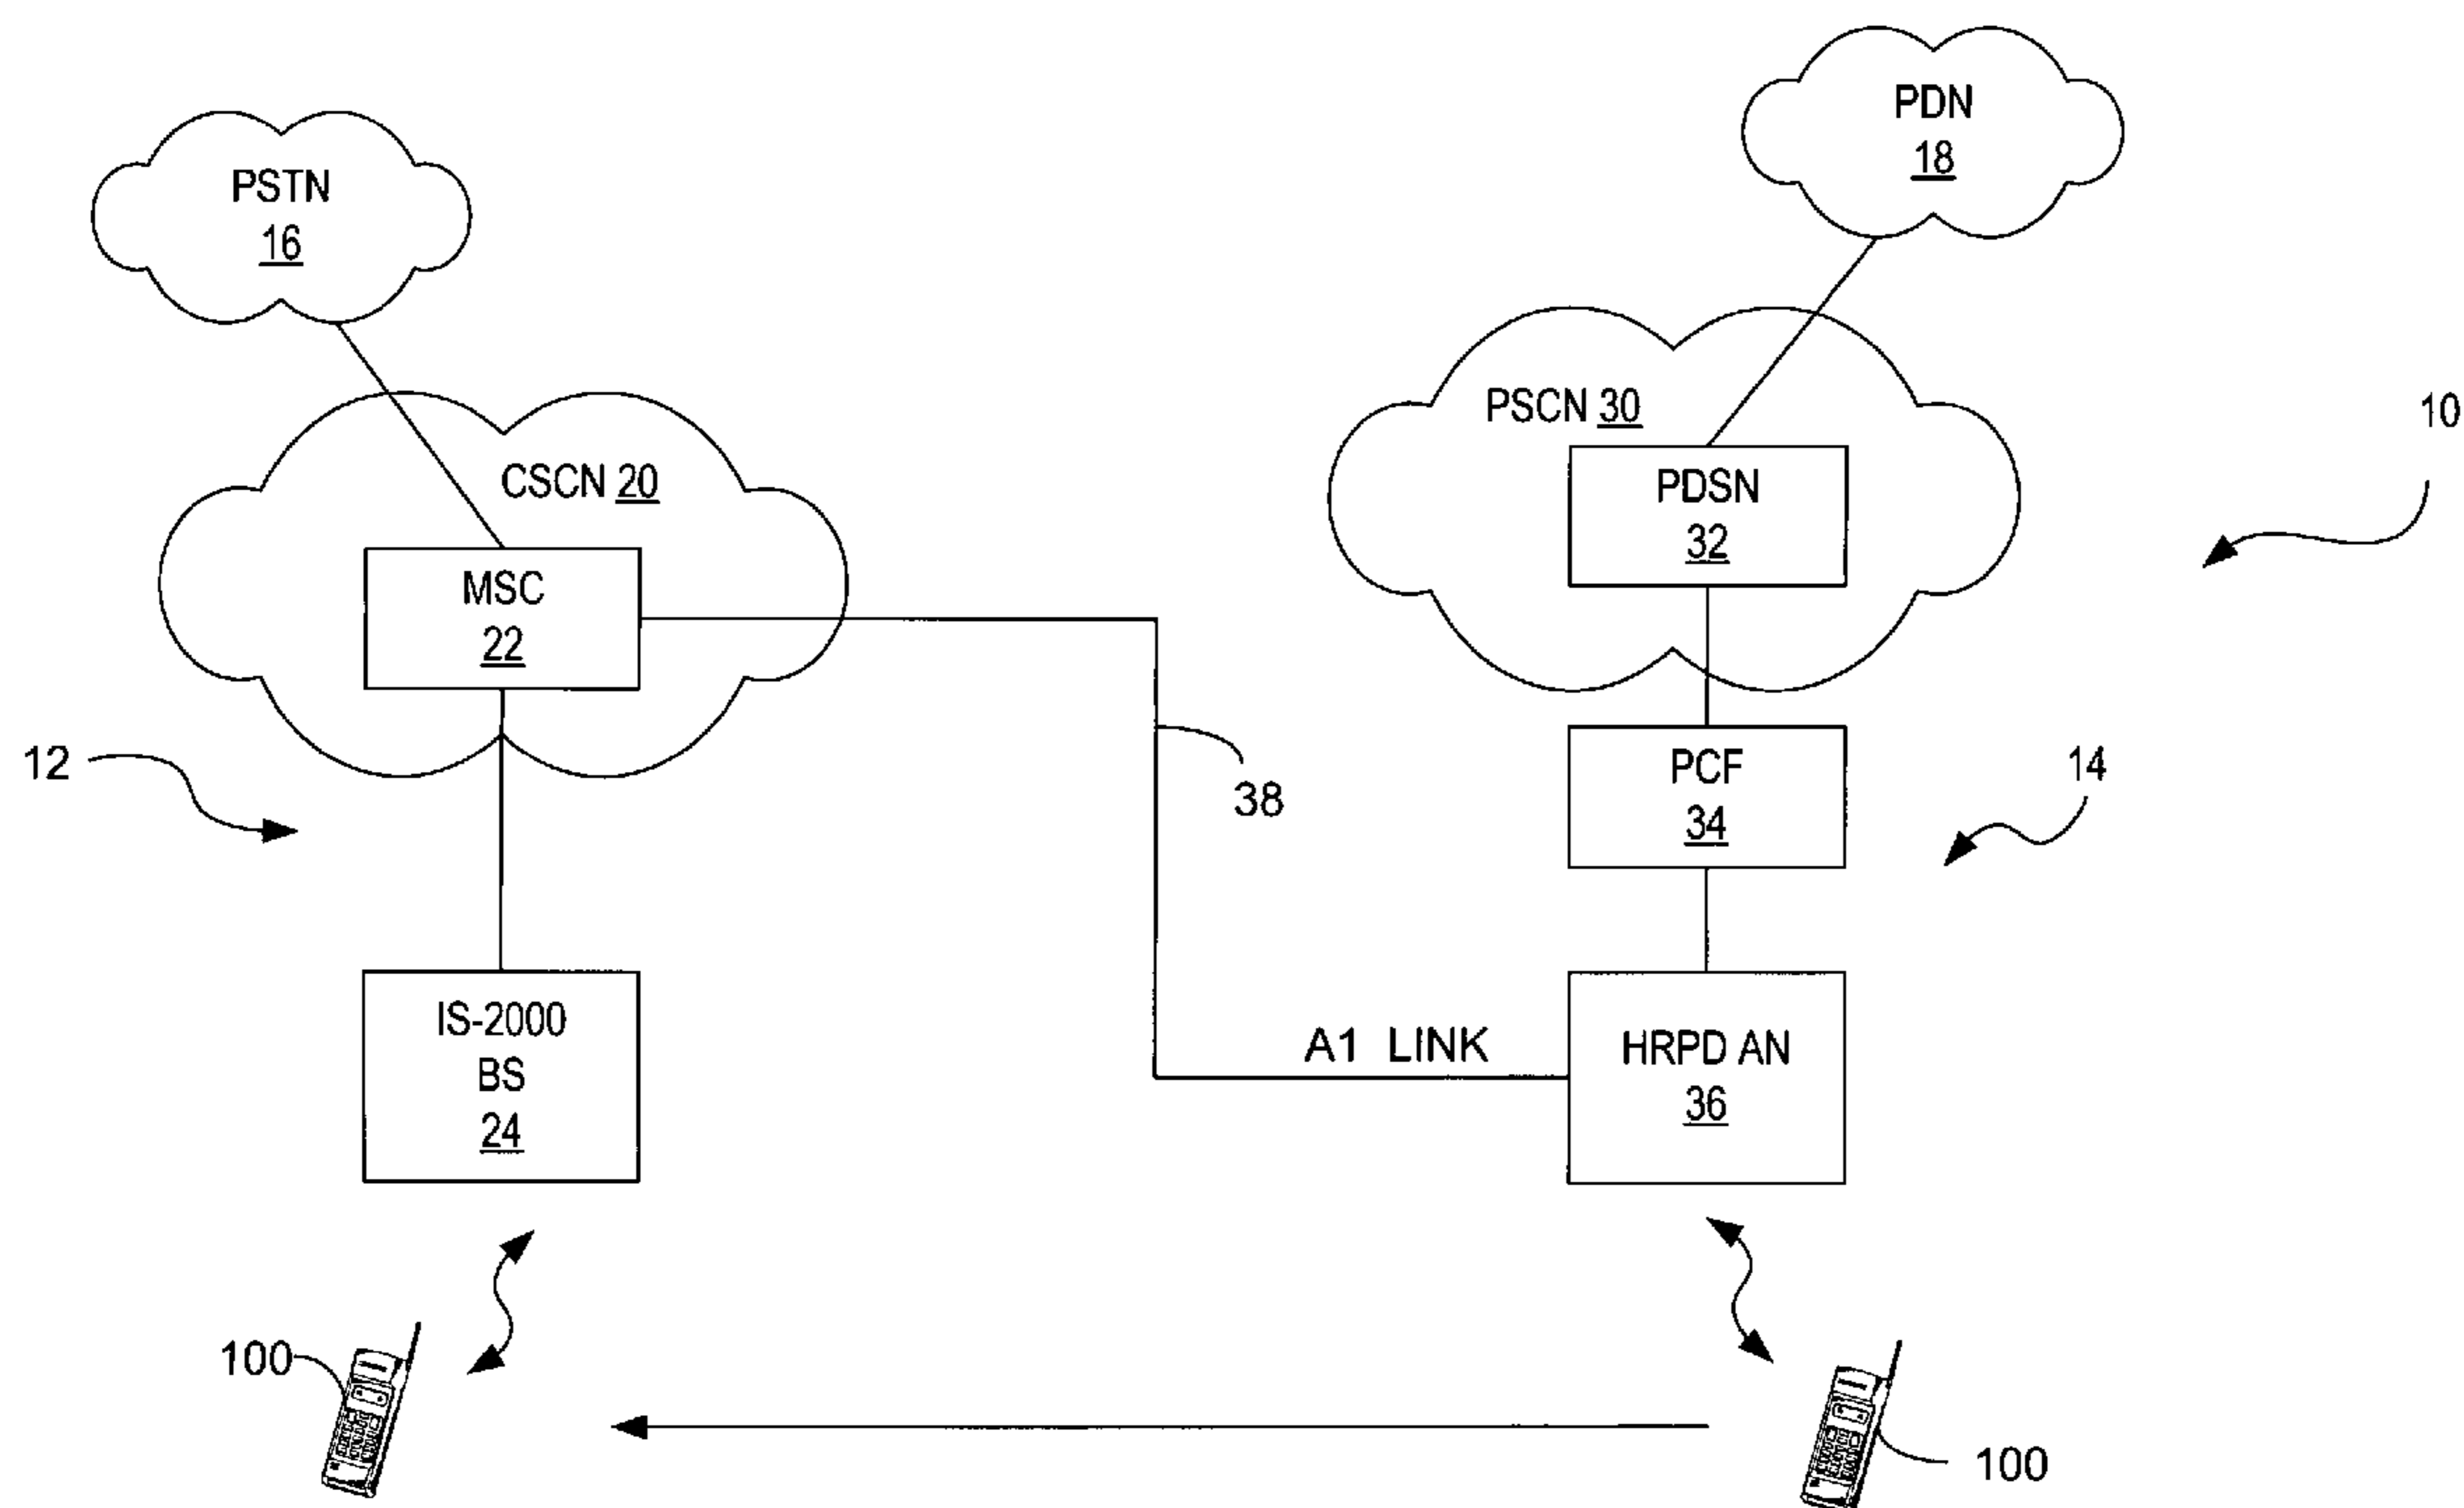 PDN
18
PSTN
16
PSCN 30
10
CSCN 20
PDSN
32
MSC
22
12
38
PCF
34
14
IS-2000
BS
24
A1 LINK
HRPD AN
36
100
100